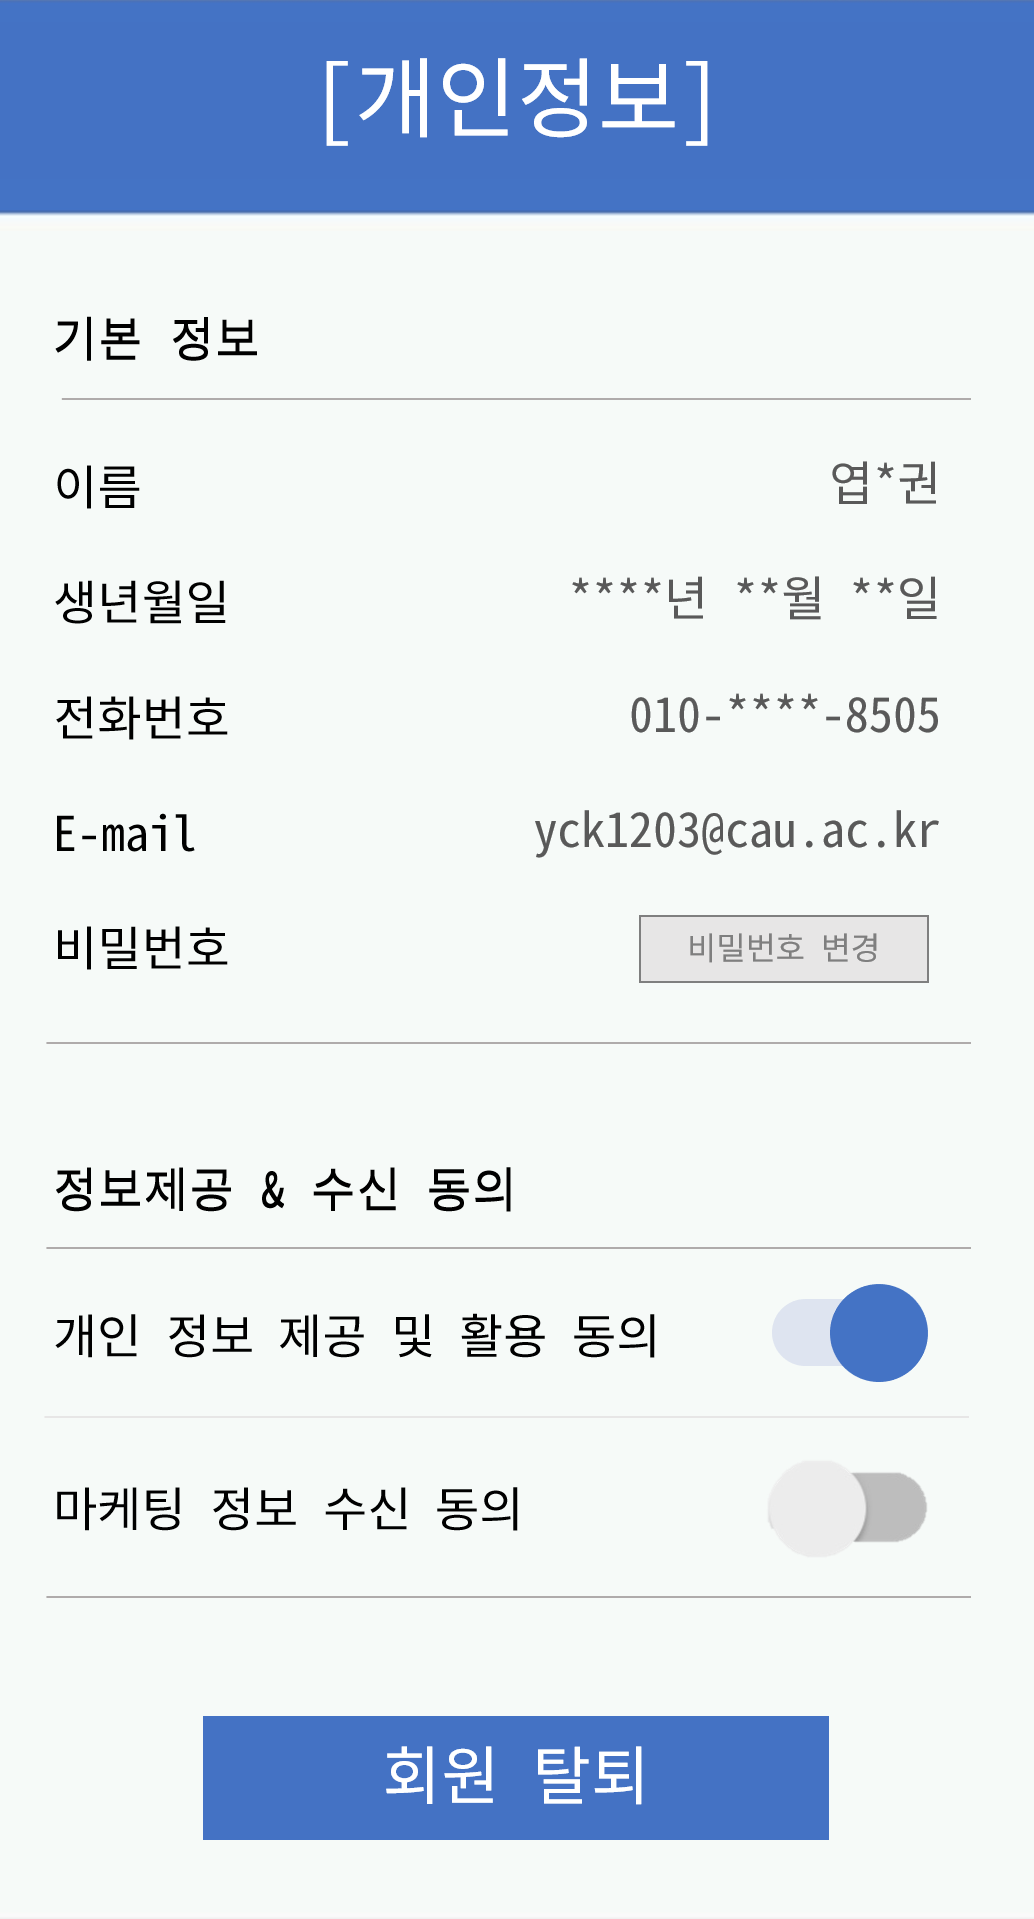 [개인정보]
기본 정보
이름 엽*권
생년월일 ****년 **월 **일
전화번호 010-****-8505
E-mail yck1203@cau.ac.kr
비밀번호 비밀번호 변경
정보제공 & 수신 동의
개인 정보 제공 및 활용 동의
마케팅 정보 수신 동의
회원 탈퇴